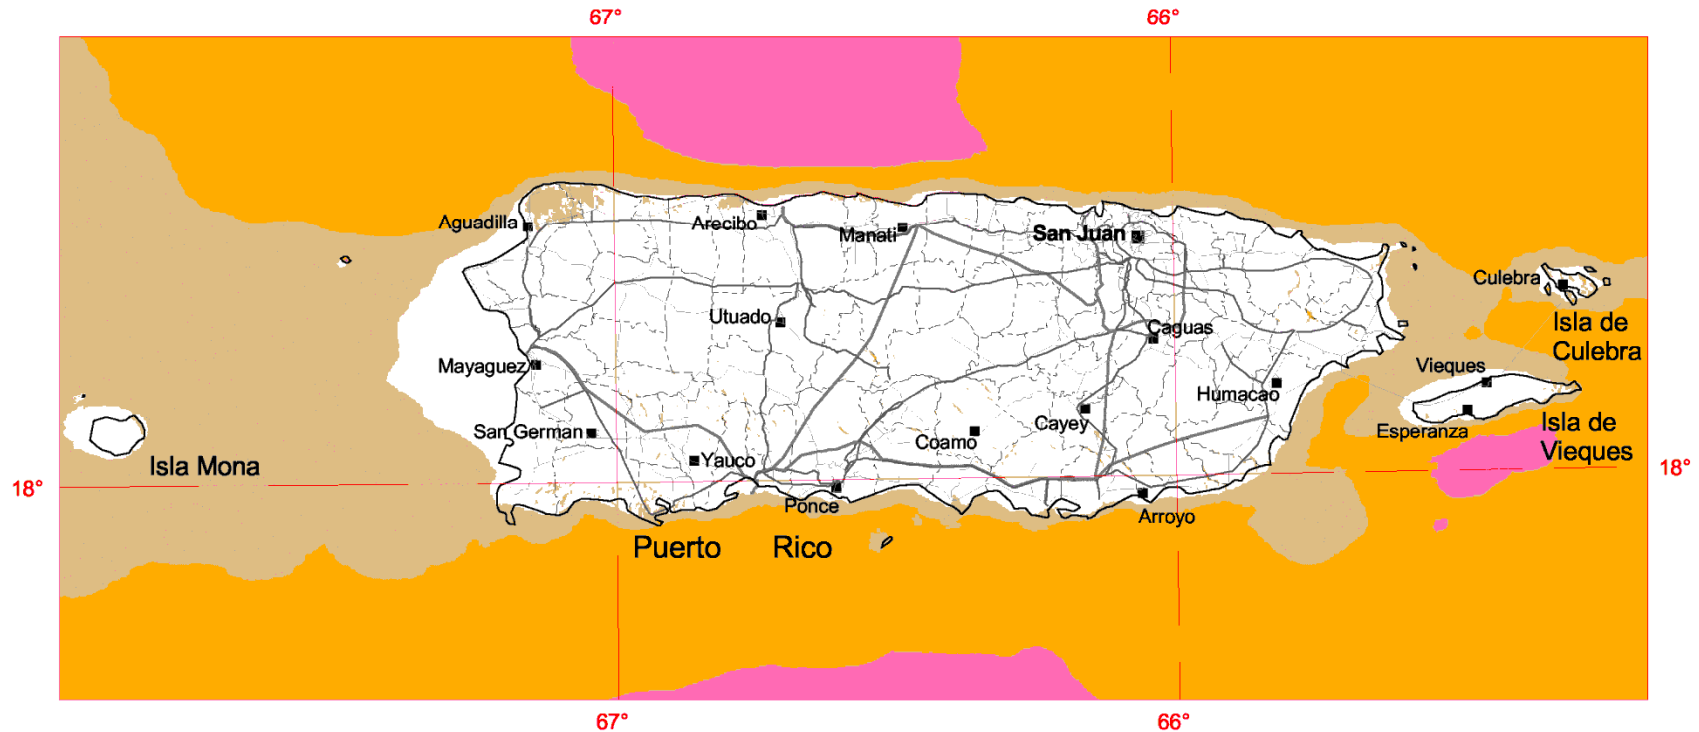 67°
66°
Aguadilla
Arecibo
Manati
San Juan
Culebra
Utuado
Caguas
Isla de
Culebra
Mayaguez
Vieques
Humacao
San German
Coamo
Cayey
Esperanza
Isla de
Vieques
Isla Mona
Yauco
18°
18°
Ponce
Arroyo
Puerto Rico
67°
66°